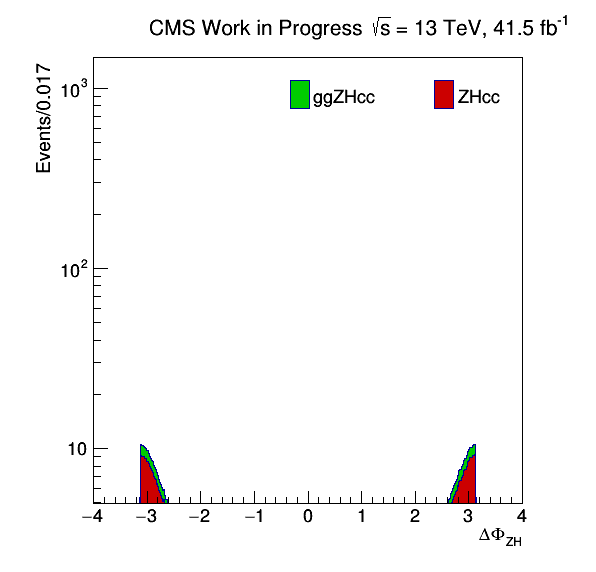 CMS Work in Progress √s = 13 TeV, 41.5 fb⁻¹
Events/0.017
ggZHcc ZHcc
10³
10²
10
−4 −3 −2 −1 0 1 2 3 4
ΔΦ_ZH